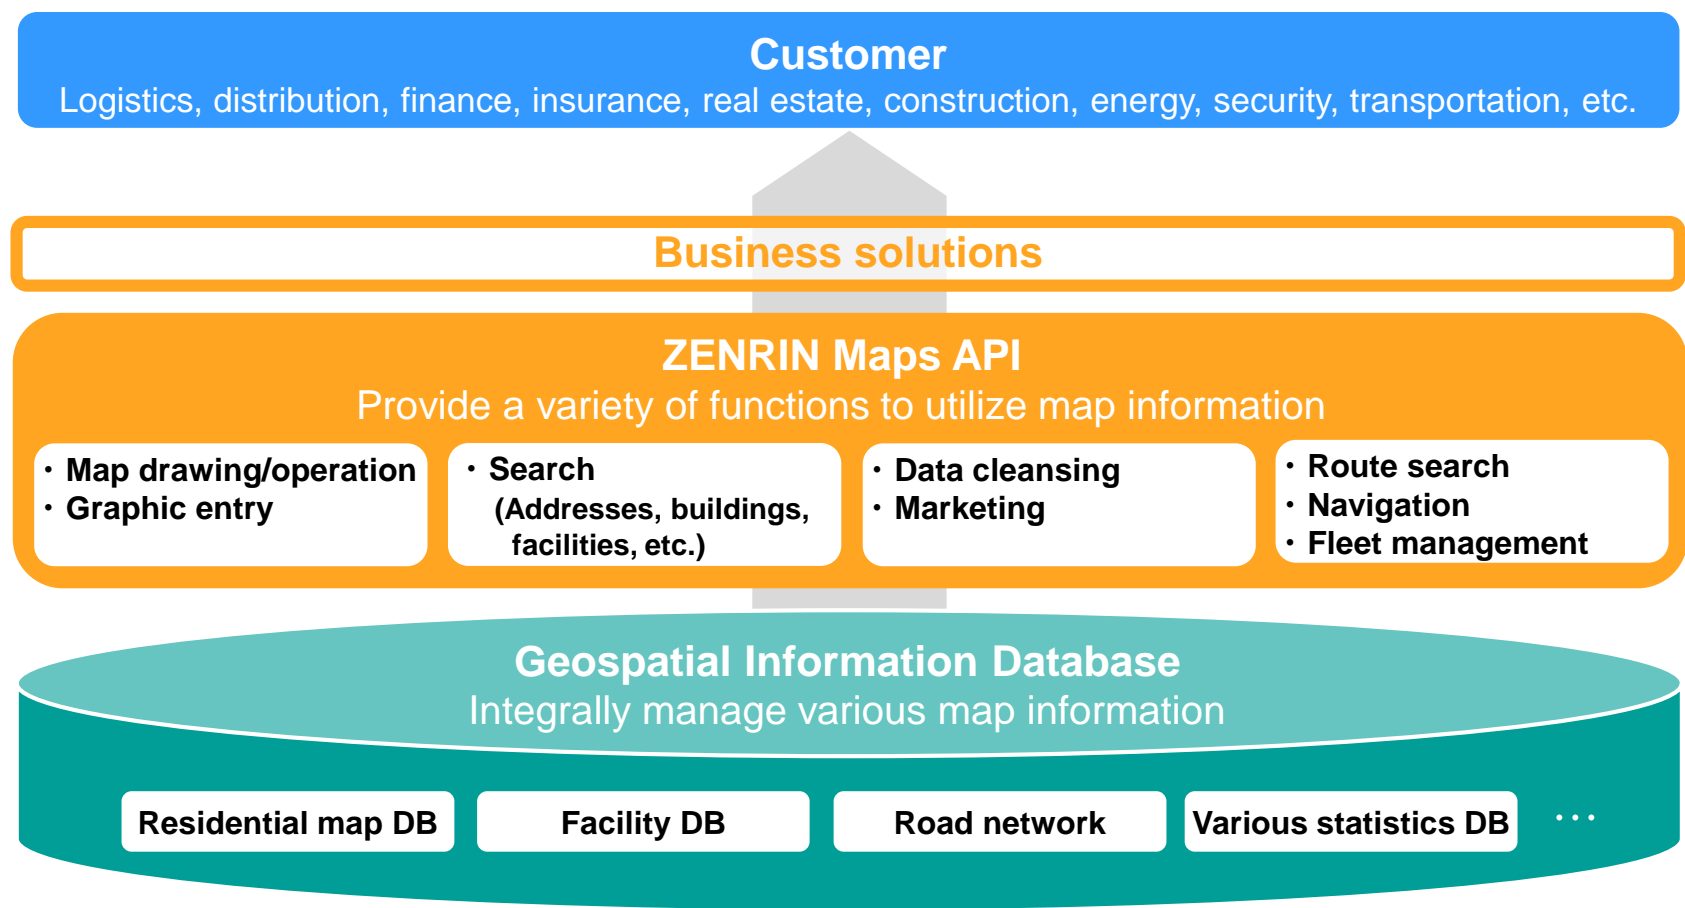 Customer
Logistics, distribution, finance, insurance, real estate, construction, energy, security, transportation, etc.
Business solutions
ZENRIN Maps API
Provide a variety of functions to utilize map information
・Map drawing/operation
・Graphic entry
・Search
(Addresses, buildings,
facilities, etc.)
・Data cleansing
・Marketing
・Route search
・Navigation
・Fleet management
Geospatial Information Database
Integrally manage various map information
Residential map DB
Facility DB
Road network
Various statistics DB
…